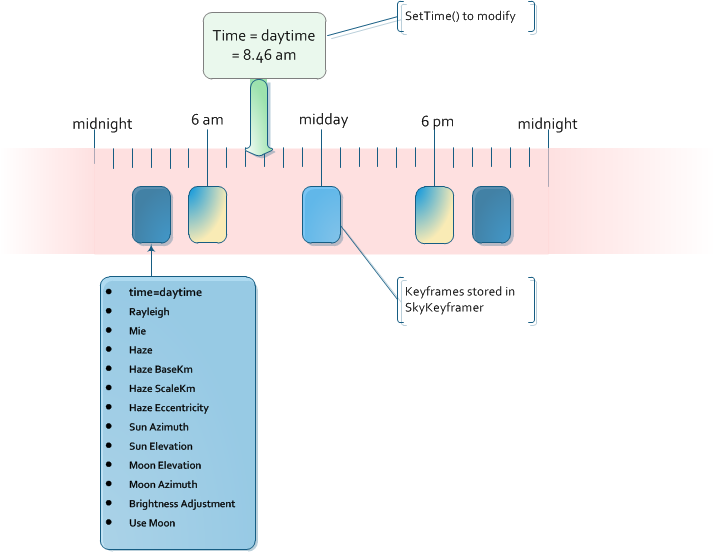 SetTime() to modify
Time = daytime
= 8.46 am
midnight
6 am
midday
6 pm
midnight
Keyframes stored in
SkyKeyframer
• time=daytime
• Rayleigh
• Mie
• Haze
• Haze BaseKm
• Haze ScaleKm
• Haze Eccentricity
• Sun Azimuth
• Sun Elevation
• Moon Elevation
• Moon Azimuth
• Brightness Adjustment
• Use Moon